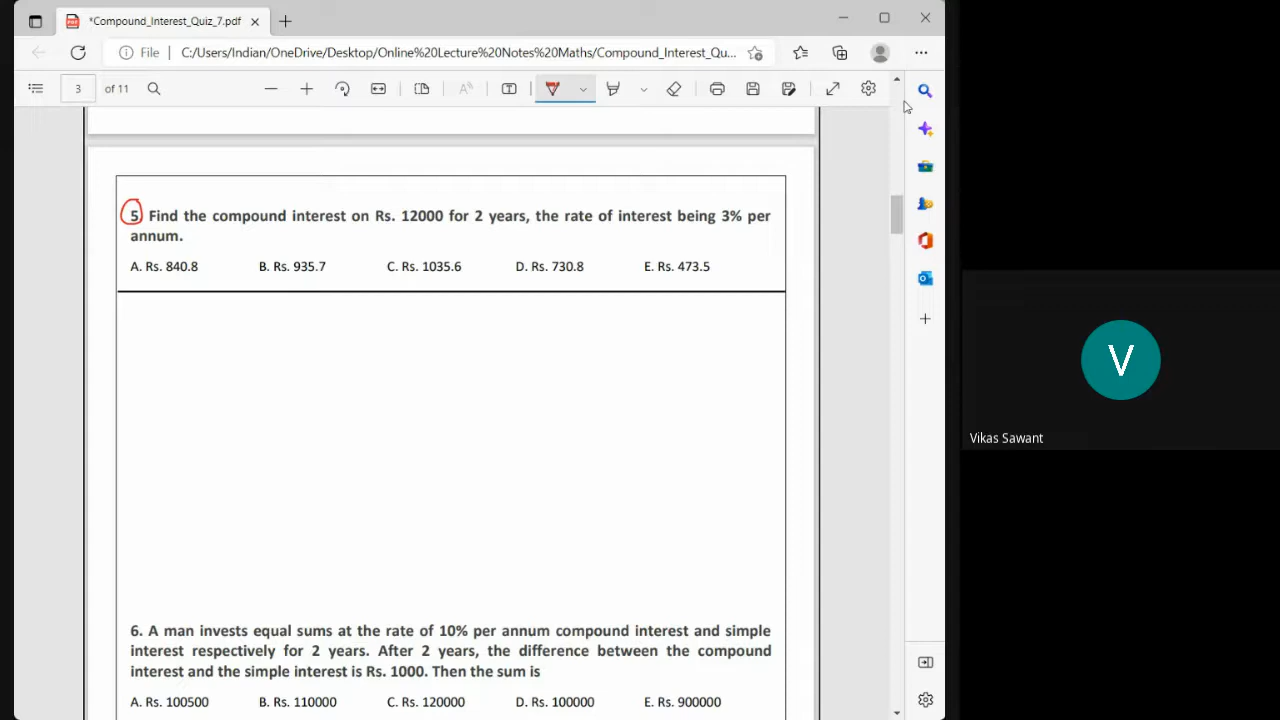 *Compound_Interest_Quiz_7.pdf
File
C:/Users/Indian/OneDrive/Desktop/Online%20Lecture%20Notes%20Maths/Compound_Interest_Qu...
3 of 11
5. Find the compound interest on Rs. 12000 for 2 years, the rate of interest being 3% per
annum.
A. Rs. 840.8 B. Rs. 935.7 C. Rs. 1035.6 D. Rs. 730.8 E. Rs. 473.5
V
Vikas Sawant
6. A man invests equal sums at the rate of 10% per annum compound interest and simple
interest respectively for 2 years. After 2 years, the difference between the compound
interest and the simple interest is Rs. 1000. Then the sum is
A. Rs. 100500 B. Rs. 110000 C. Rs. 120000 D. Rs. 100000 E. Rs. 900000